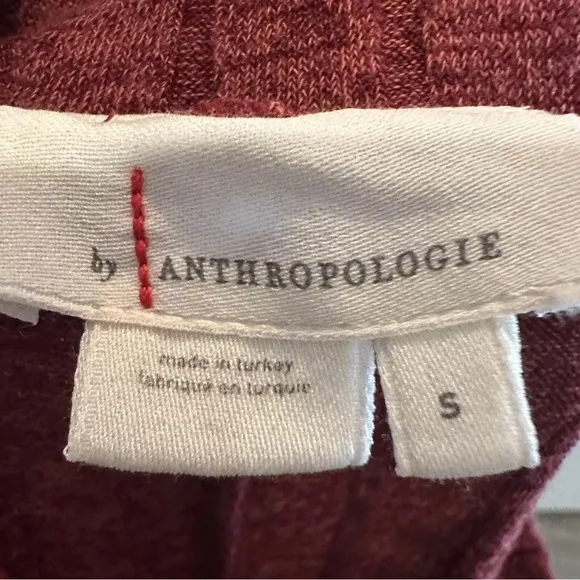 by ANTHROPOLOGIE
made in turkey
fabriqué en turquie
S